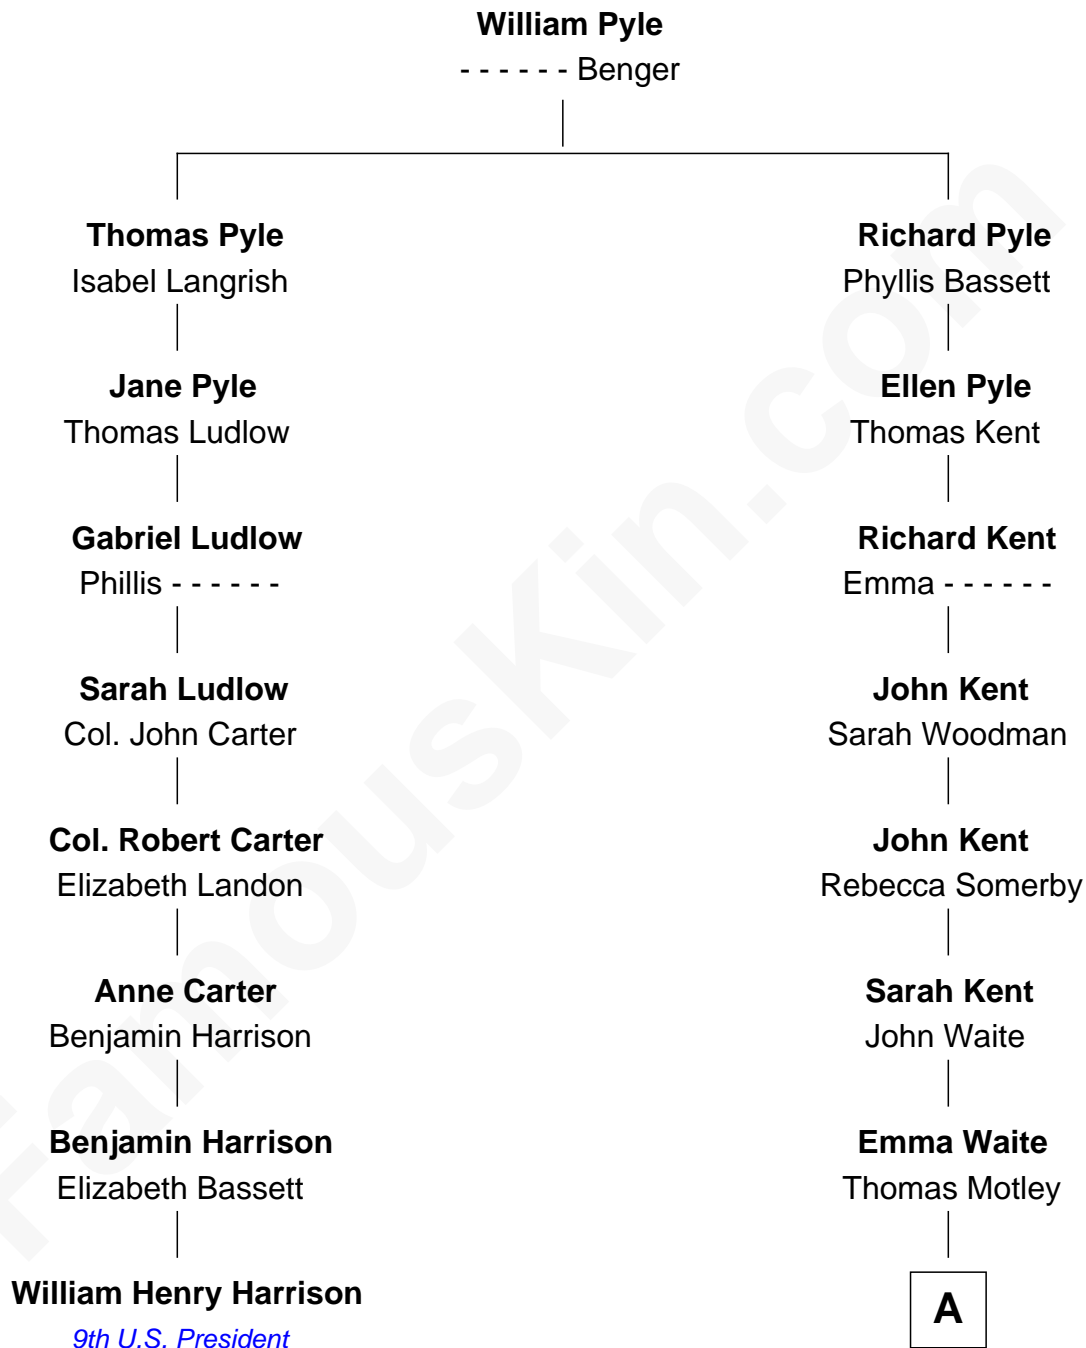 William Pyle
- - - - - - Benger
Thomas Pyle
Isabel Langrish
Richard Pyle
Phyllis Bassett
Jane Pyle
Thomas Ludlow
Ellen Pyle
Thomas Kent
Gabriel Ludlow
Phillis - - - - - -
Richard Kent
Emma - - - - - -
Sarah Ludlow
Col. John Carter
John Kent
Sarah Woodman
Col. Robert Carter
Elizabeth Landon
John Kent
Rebecca Somerby
Anne Carter
Benjamin Harrison
Sarah Kent
John Waite
Benjamin Harrison
Elizabeth Bassett
Emma Waite
Thomas Motley
William Henry Harrison
9th U.S. President
A
FamousKin.com